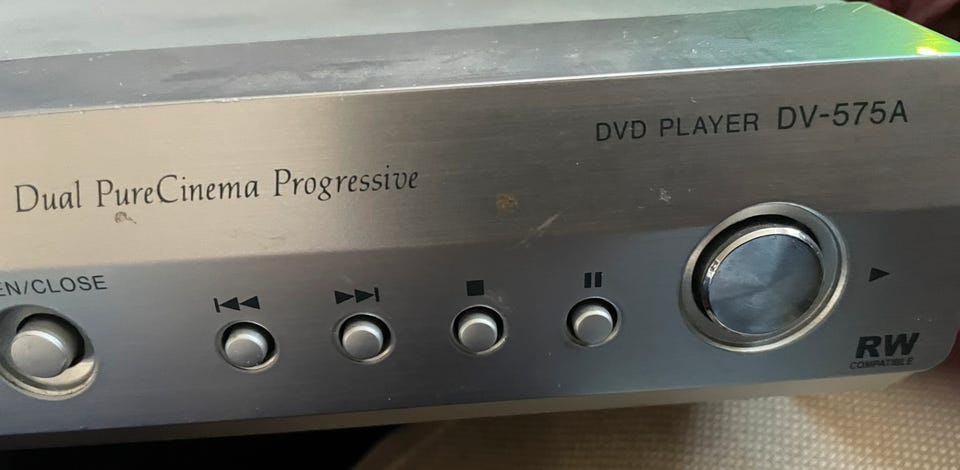 DVD PLAYER DV-575A
Dual PureCinema Progressive
EN/CLOSE
RW
COMPATIBLE